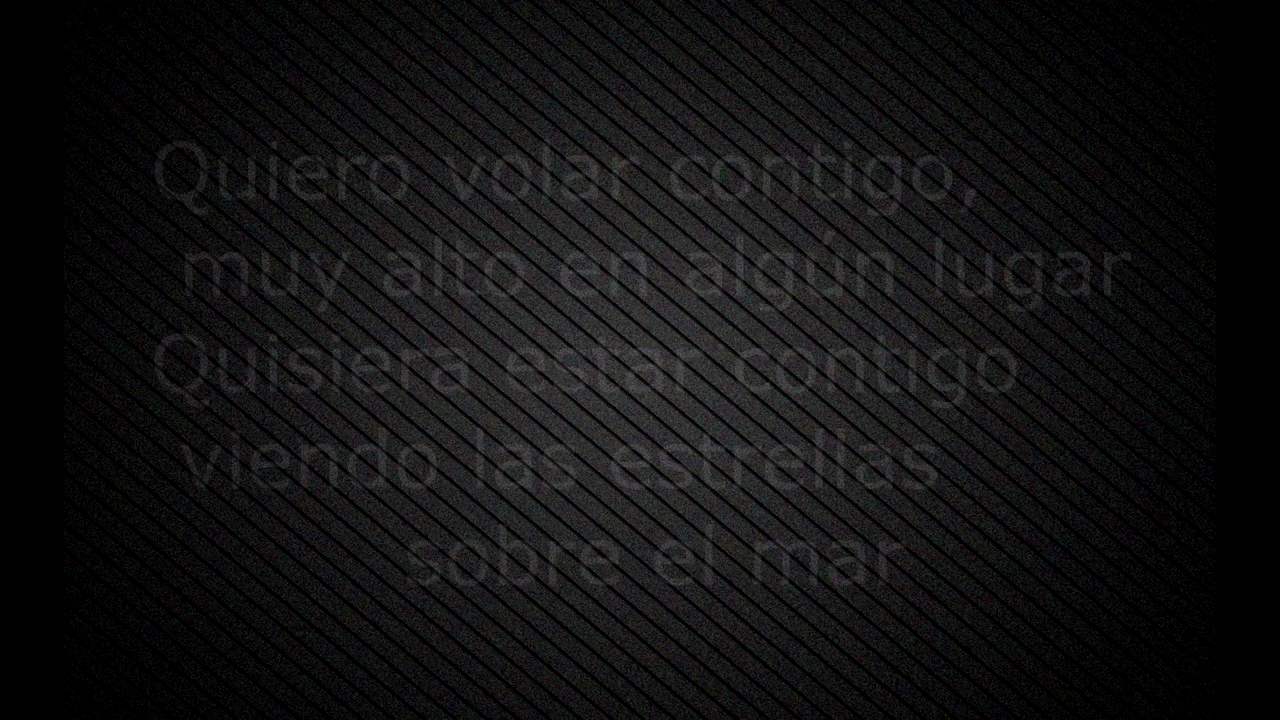 Quiero volar contigo,
muy alto en algún lugar
Quisiera estar contigo
viendo las estrellas
sobre el mar